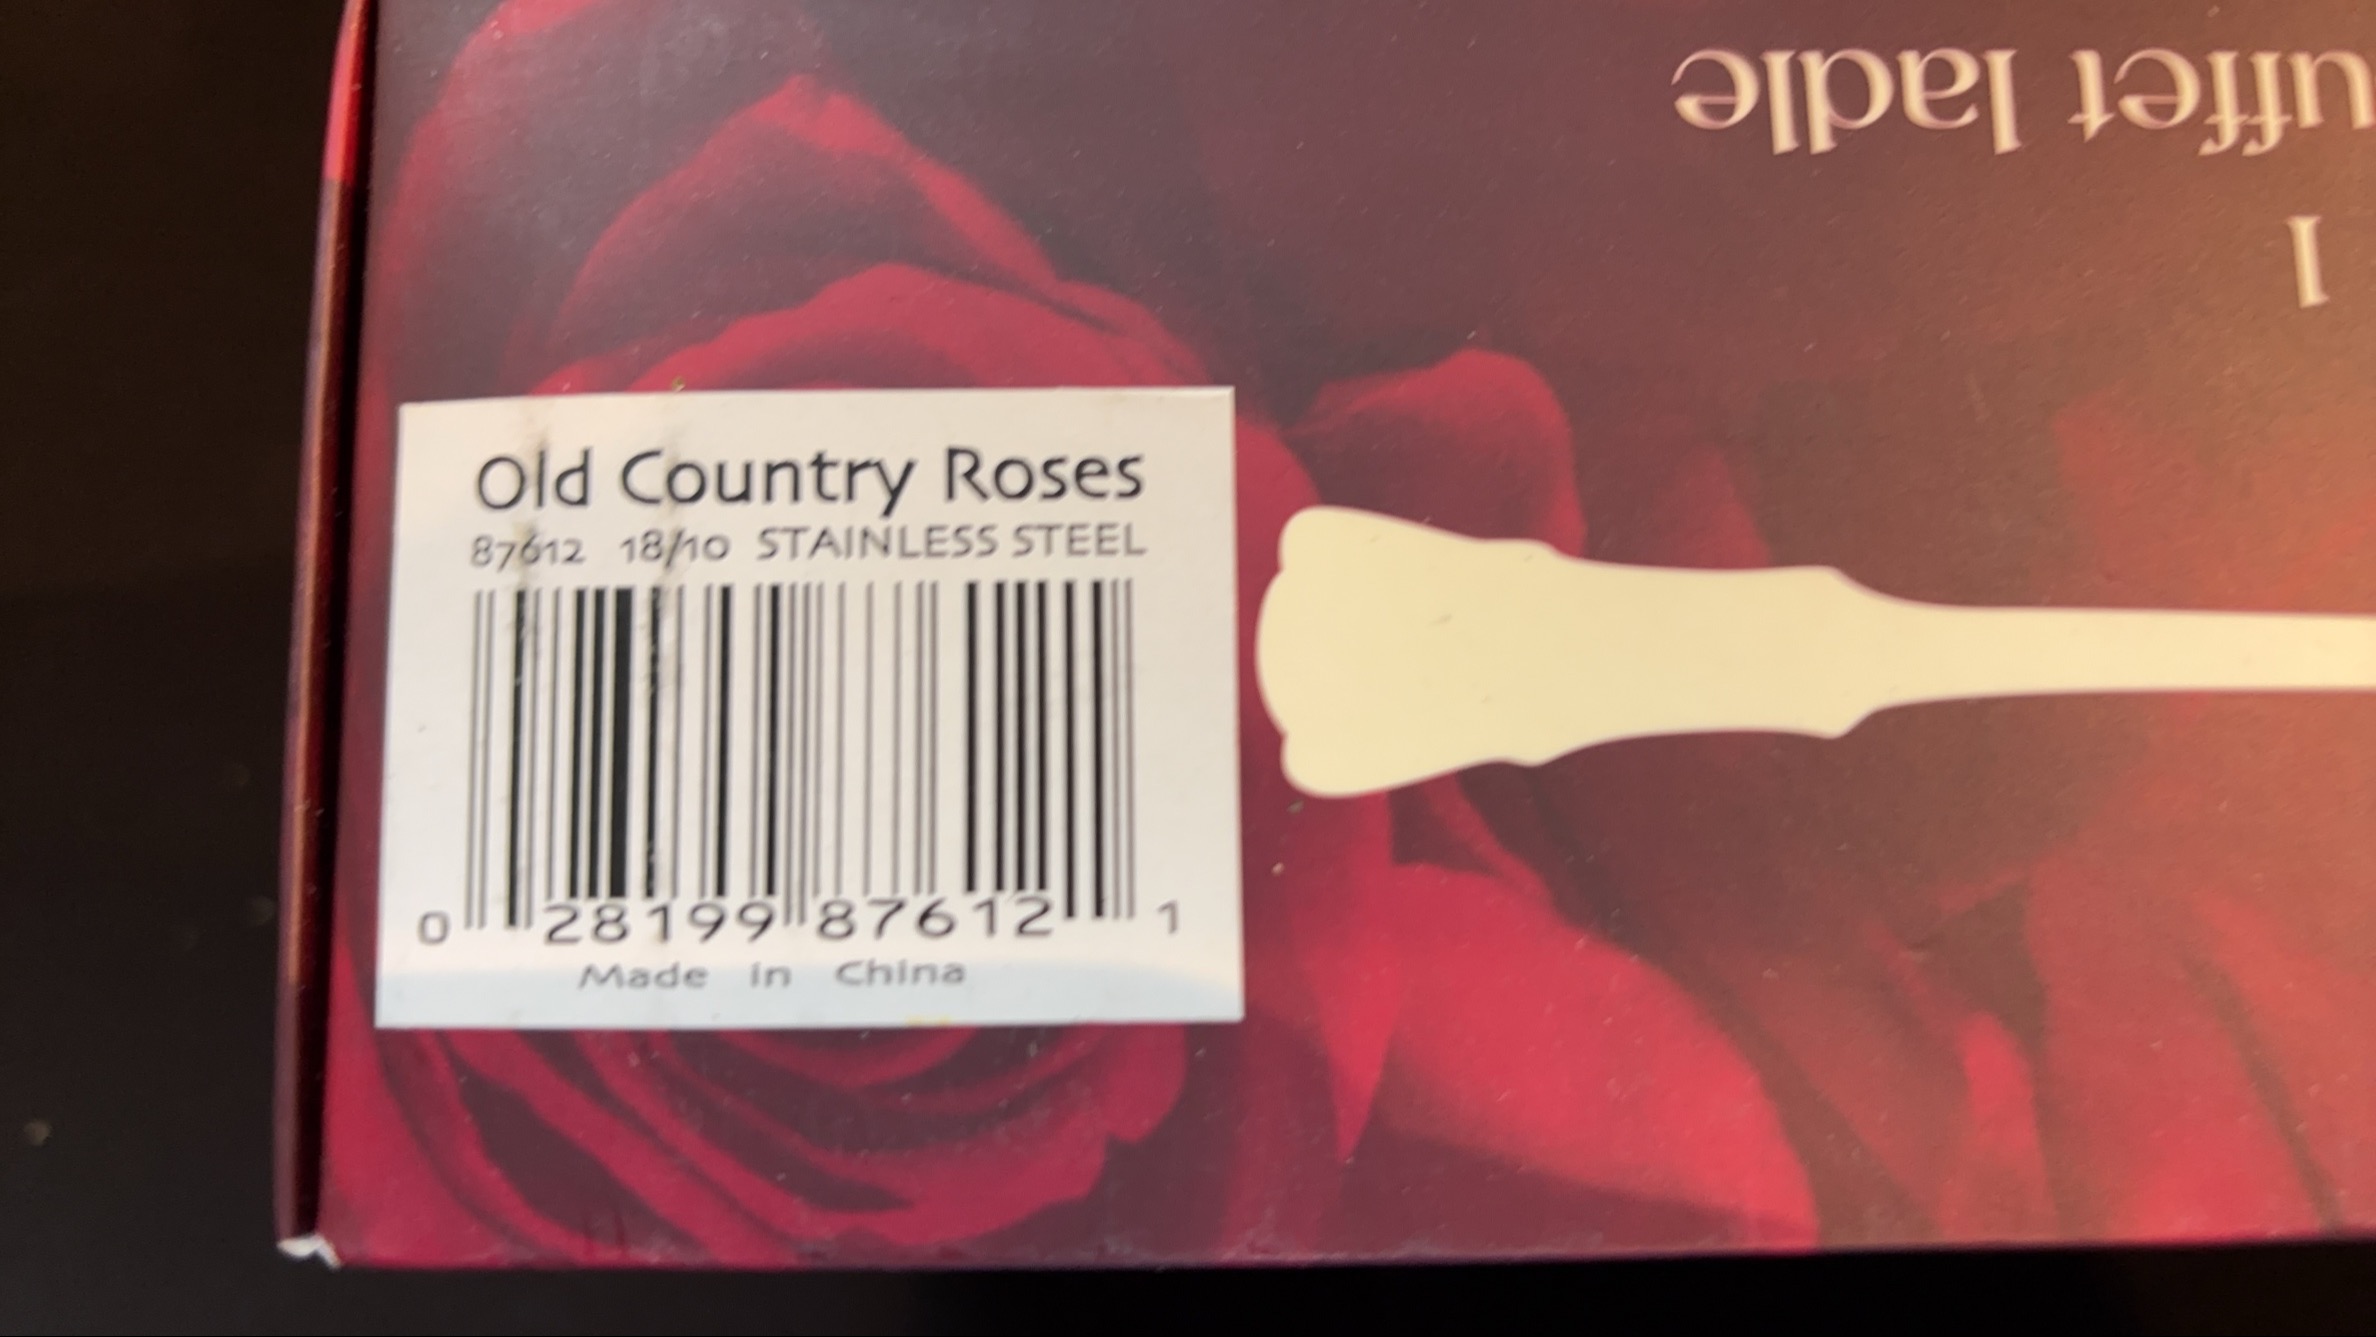 uffet ladle
1
Old Country Roses
87612 18/10 STAINLESS STEEL
0 28199 87612 1
Made in China